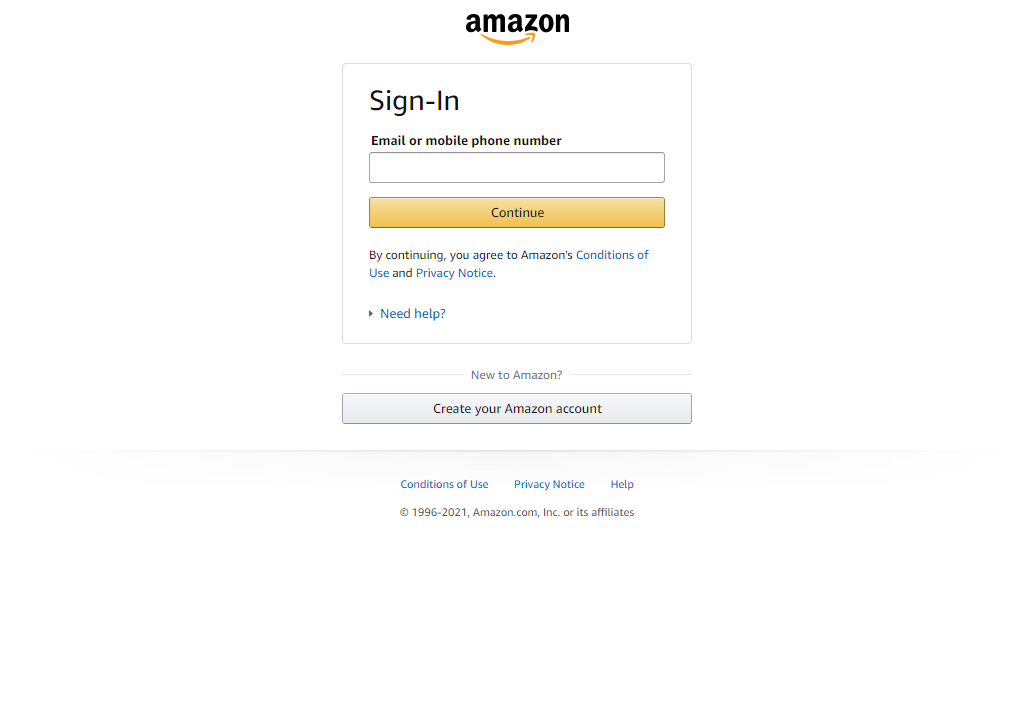 amazon
Sign-In
Email or mobile phone number
Continue
By continuing, you agree to Amazon's Conditions of
Use and Privacy Notice.
Need help?
New to Amazon?
Create your Amazon account
Conditions of Use Privacy Notice Help
© 1996-2021, Amazon.com, Inc. or its affiliates